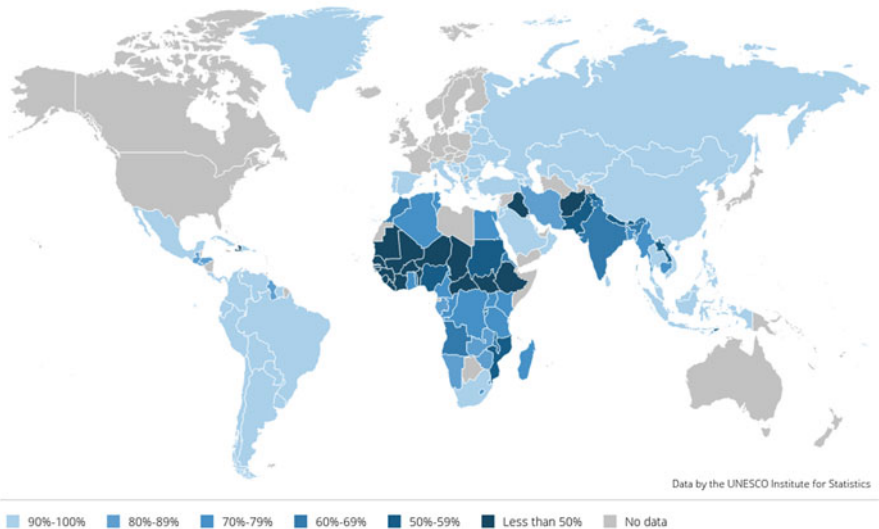 Data by the UNESCO Institute for Statistics
90%-100% 80%-89% 70%-79% 60%-69% 50%-59% Less than 50% No data